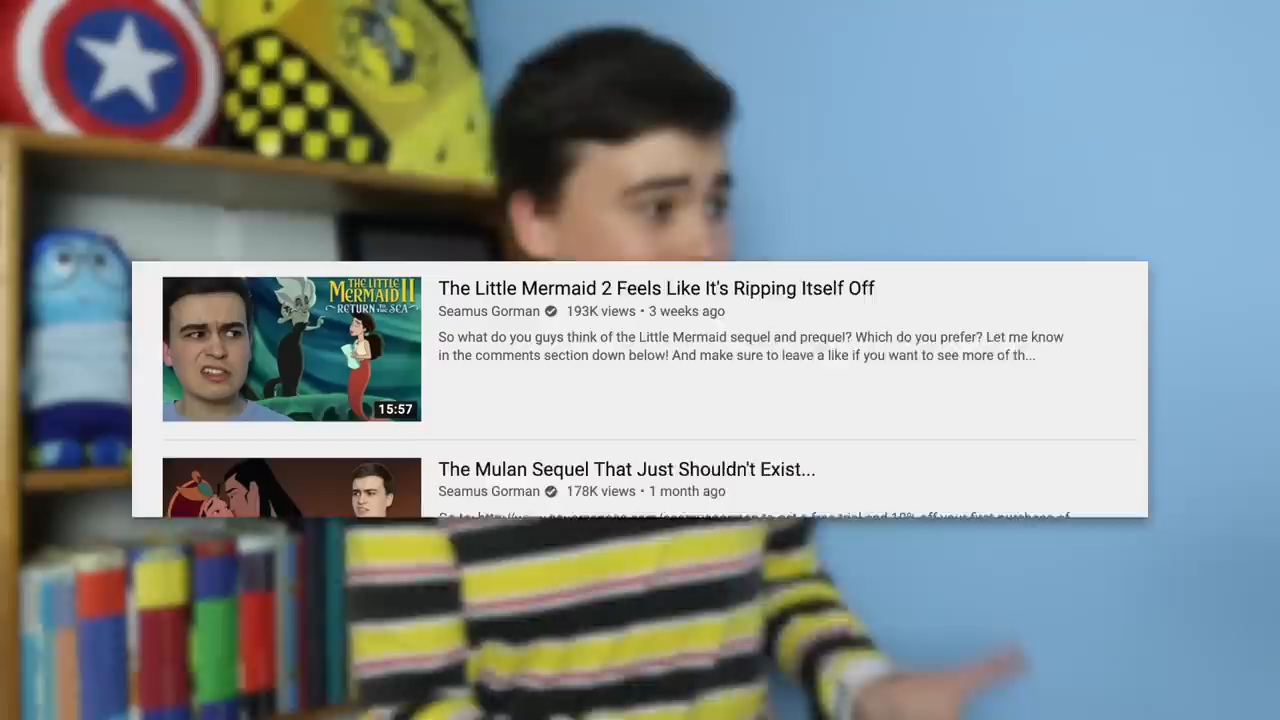 The Little Mermaid 2 Feels Like It's Ripping Itself Off
Seamus Gorman 193K views • 3 weeks ago
So what do you guys think of the Little Mermaid sequel and prequel? Which do you prefer? Let me know
in the comments section down below! And make sure to leave a like if you want to see more of th...
THE LITTLE
MERMAID II
RETURN TO THE SEA
15:57
The Mulan Sequel That Just Shouldn't Exist...
Seamus Gorman 178K views • 1 month ago